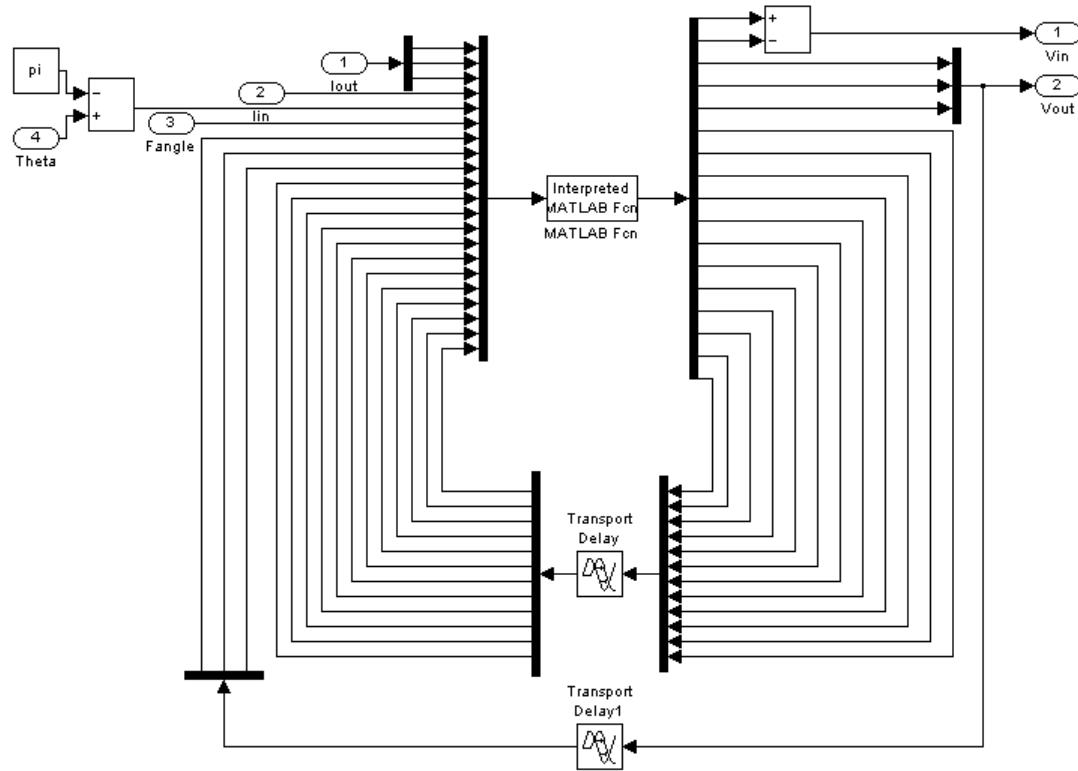 pi
−
+
4
Theta
1
Iout
2
Iin
3
Fangle
Interpreted
MATLAB Fcn
MATLAB Fcn
+
−
1
Vin
2
Vout
Transport
Delay
Transport
Delay1